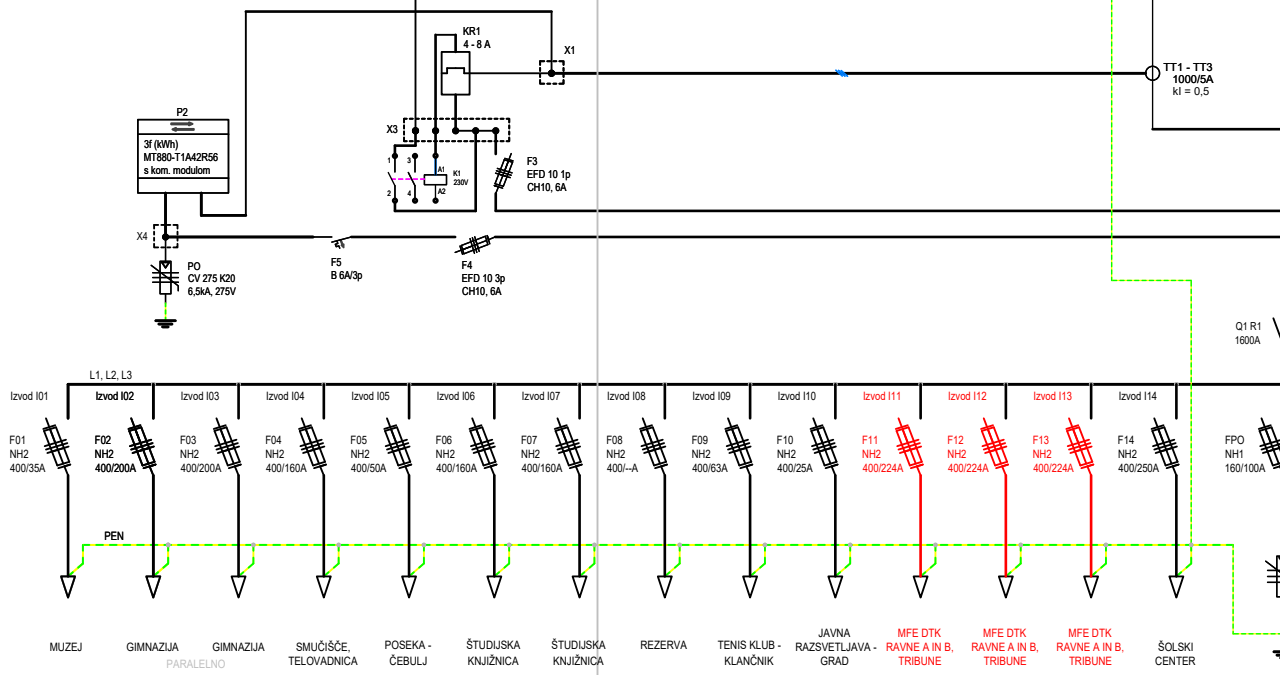 KR1
4 - 8 A
X1
TT1 - TT3
1000/5A
kl = 0,5
P2
3f (kWh)
MT880-T1A42R56
s kom. modulom
X3
1
3
A1
K1
230V
2
4
A2
F3
EFD 10 1p
CH10, 6A
X4
F5
B 6A/3p
F4
EFD 10 3p
CH10, 6A
PO
CV 275 K20
6,5kA, 275V
Q1 R1
1600A
L1, L2, L3
Izvod I01
Izvod I02
Izvod I03
Izvod I04
Izvod I05
Izvod I06
Izvod I07
Izvod I08
Izvod I09
Izvod I10
Izvod I11
Izvod I12
Izvod I13
Izvod I14
F01
NH2
400/35A
F02
NH2
400/200A
F03
NH2
400/200A
F04
NH2
400/160A
F05
NH2
400/50A
F06
NH2
400/160A
F07
NH2
400/160A
F08
NH2
400/--A
F09
NH2
400/63A
F10
NH2
400/25A
F11
NH2
400/224A
F12
NH2
400/224A
F13
NH2
400/224A
F14
NH2
400/250A
FPO
NH1
160/100A
PEN
MUZEJ
GIMNAZIJA
GIMNAZIJA
PARALELNO
SMUČIŠČE,
TELOVADNICA
POSEKA -
ČEBULJ
ŠTUDIJSKA
KNJIŽNICA
ŠTUDIJSKA
KNJIŽNICA
REZERVA
TENIS KLUB -
KLANČNIK
JAVNA
RAZSVETLJAVA -
GRAD
MFE DTK
RAVNE A IN B,
TRIBUNE
MFE DTK
RAVNE A IN B,
TRIBUNE
MFE DTK
RAVNE A IN B,
TRIBUNE
ŠOLSKI
CENTER